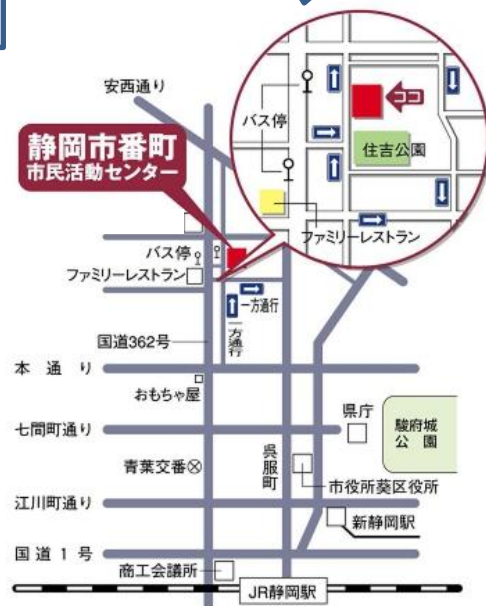 安西通り
静岡市番町
市民活動センター
バス停
ココ
住吉公園
ファミリーレストラン
バス停
ファミリーレストラン
一方通行
一方通行
国道362号
本通り
おもちゃ屋
県庁
七間町通り
駿府城
公園
呉服町
青葉交番
市役所葵区役所
江川町通り
新静岡駅
国道1号
商工会議所
JR静岡駅